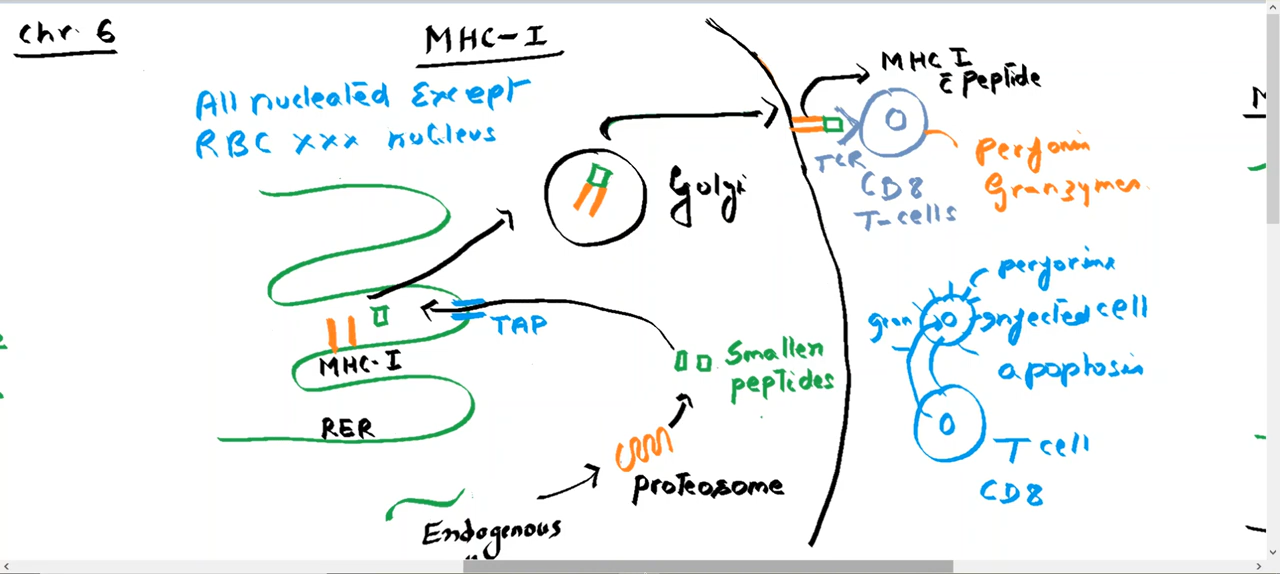 Chr. 6
MHC-I
All nucleated Except
RBC xxx nucleus
MHC I
c̄ peptide
TCR
CD8
T-cells
Perforin
Granzymes
Golgi
TAP
MHC-I
RER
Smaller
peptides
Proteosome
Endogenous
perforins
gran
Infected cell
apoptosis
T cell
CD8
M